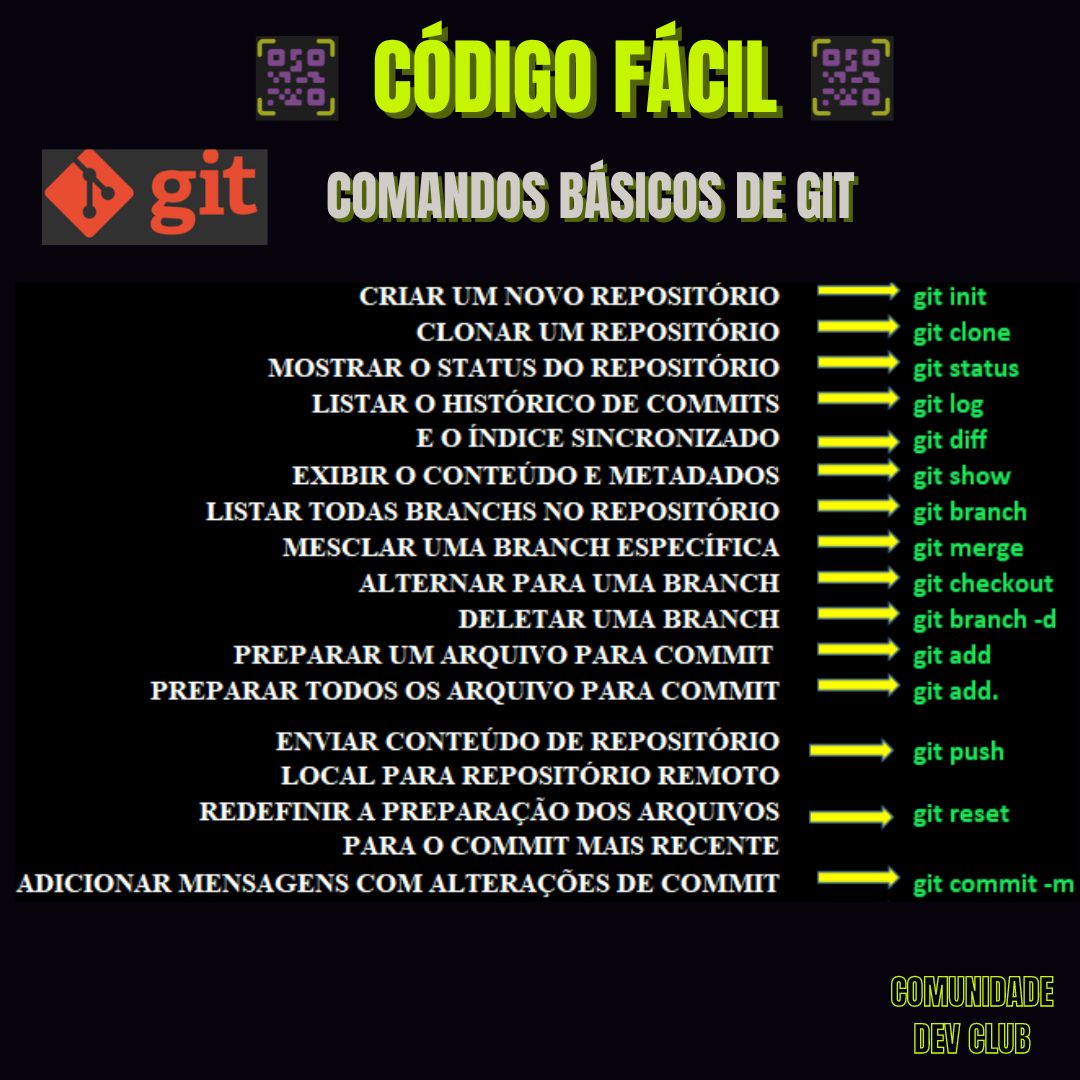 CÓDIGO FÁCIL
git
COMANDOS BÁSICOS DE GIT
CRIAR UM NOVO REPOSITÓRIO git init
CLONAR UM REPOSITÓRIO git clone
MOSTRAR O STATUS DO REPOSITÓRIO git status
LISTAR O HISTÓRICO DE COMMITS git log
E O ÍNDICE SINCRONIZADO git diff
EXIBIR O CONTEÚDO E METADADOS git show
LISTAR TODAS BRANCHS NO REPOSITÓRIO git branch
MESCLAR UMA BRANCH ESPECÍFICA git merge
ALTERNAR PARA UMA BRANCH git checkout
DELETAR UMA BRANCH git branch -d
PREPARAR UM ARQUIVO PARA COMMIT git add
PREPARAR TODOS OS ARQUIVO PARA COMMIT git add.
ENVIAR CONTEÚDO DE REPOSITÓRIO git push
LOCAL PARA REPOSITÓRIO REMOTO
REDEFINIR A PREPARAÇÃO DOS ARQUIVOS git reset
PARA O COMMIT MAIS RECENTE
ADICIONAR MENSAGENS COM ALTERAÇÕES DE COMMIT git commit -m
COMUNIDADE
DEV CLUB